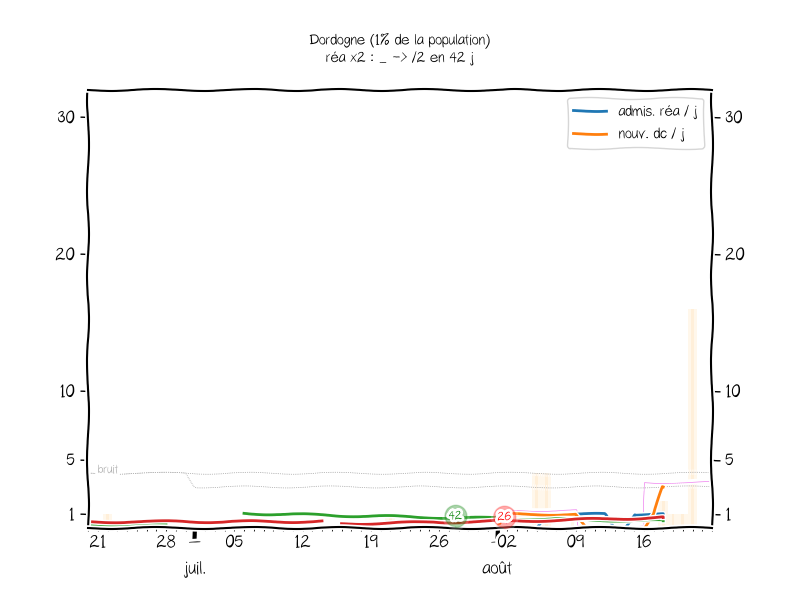 Dordogne (1% de la population)
réa x2 : _ -> /2 en 42 j
admis. réa / j
nouv. dc / j
30 30
20 20
10 10
5 5
bruit
1 1
42 26
21 28 05 12 19 26 02 09 16
juil. août